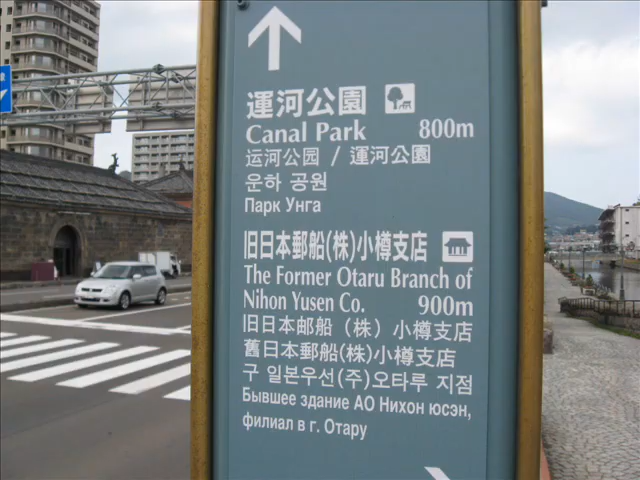 運河公園
Canal Park 800m
运河公园 / 運河公園
운하 공원
Парк Унга
旧日本郵船(株)小樽支店
The Former Otaru Branch of
Nihon Yusen Co. 900m
旧日本邮船（株）小樽支店
舊日本郵船(株)小樽支店
구 일본우선(주)오타루 지점
Бывшее здание АО Нихон юсэн,
филиал в г. Отару